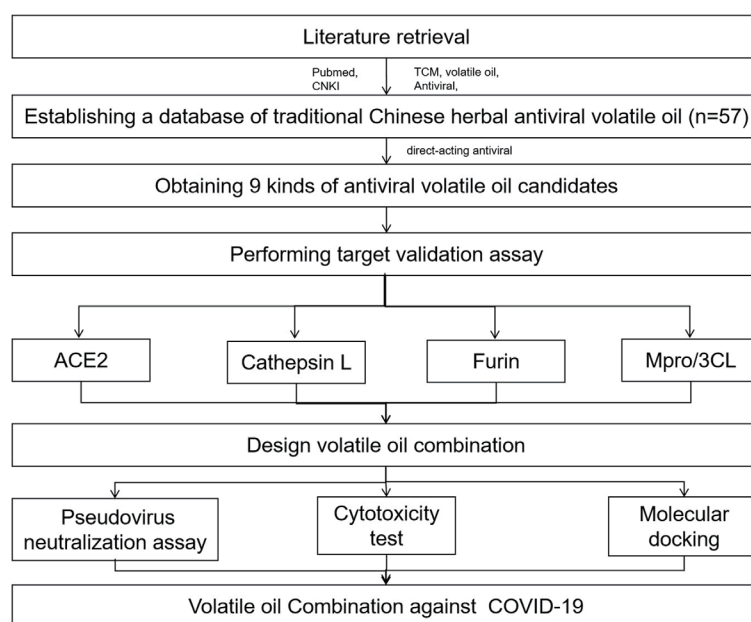 Literature retrieval
Pubmed,
CNKI
TCM, volatile oil,
Antiviral,
Establishing a database of traditional Chinese herbal antiviral volatile oil (n=57)
direct-acting antiviral
Obtaining 9 kinds of antiviral volatile oil candidates
Performing target validation assay
ACE2
Cathepsin L
Furin
Mpro/3CL
Design volatile oil combination
Pseudovirus
neutralization assay
Cytotoxicity
test
Molecular
docking
Volatile oil Combination against COVID-19